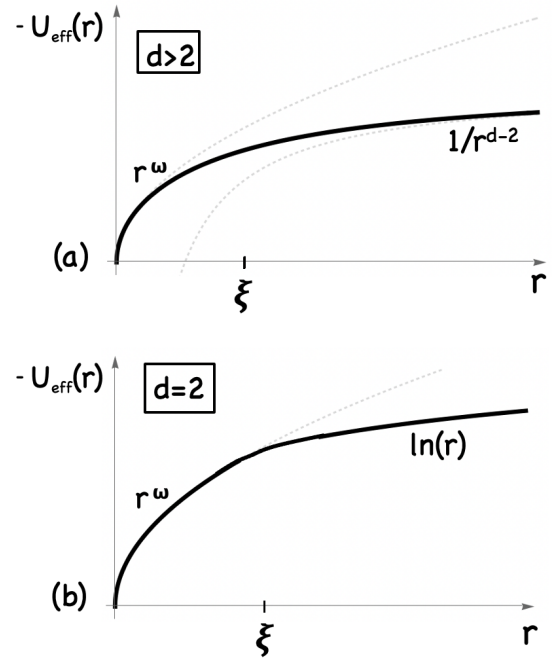 - U_eff(r)
d>2
r^ω
1/r^{d-2}
(a)
ξ
r
- U_eff(r)
d=2
ln(r)
r^ω
(b)
ξ
r